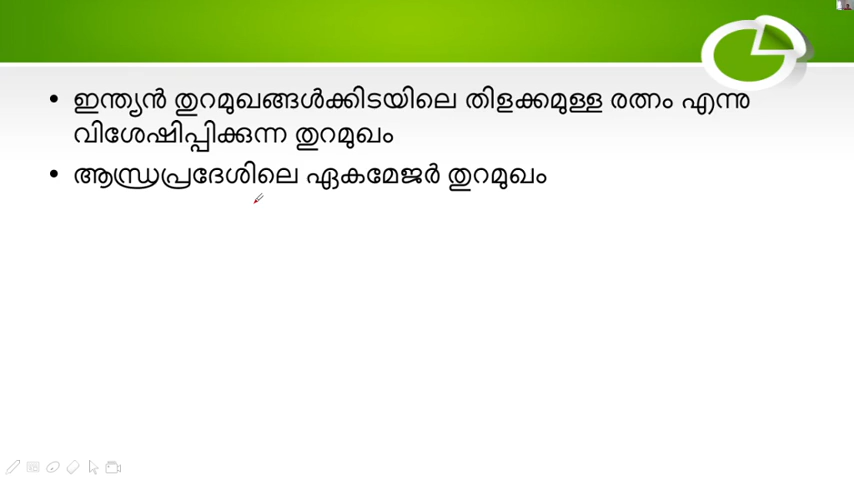 • ഇന്ത്യൻ തുറമുഖങ്ങൾക്കിടയിലെ തിളക്കമുള്ള രത്നം എന്നു
വിശേഷിപ്പിക്കുന്ന തുറമുഖം
• ആന്ധ്രപ്രദേശിലെ ഏകമേജർ തുറമുഖം